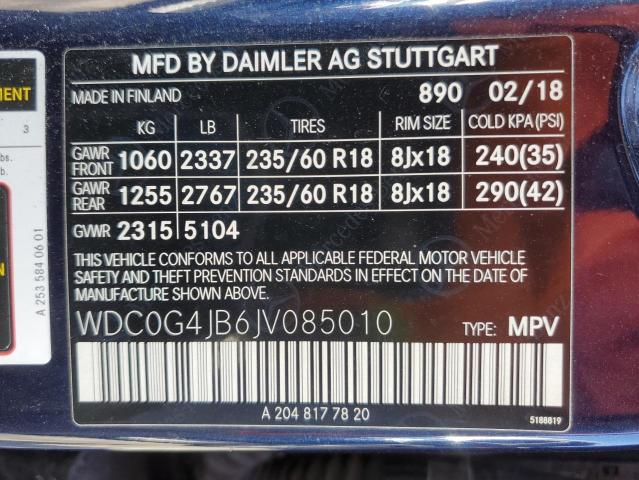 MFD BY DAIMLER AG STUTTGART
MADE IN FINLAND 890 02/18
KG LB TIRES RIM SIZE COLD KPA(PSI)
GAWR FRONT 1060 2337 235/60 R18 8Jx18 240(35)
GAWR REAR 1255 2767 235/60 R18 8Jx18 290(42)
GVWR 2315 5104
THIS VEHICLE CONFORMS TO ALL APPLICABLE FEDERAL MOTOR VEHICLE
SAFETY AND THEFT PREVENTION STANDARDS IN EFFECT ON THE DATE OF
MANUFACTURE SHOWN ABOVE.
WDC0G4JB6JV085010 TYPE: MPV
A 204 817 78 20
5188819
MENT
3
lbs.
b.
A 253 584 06 01
ON